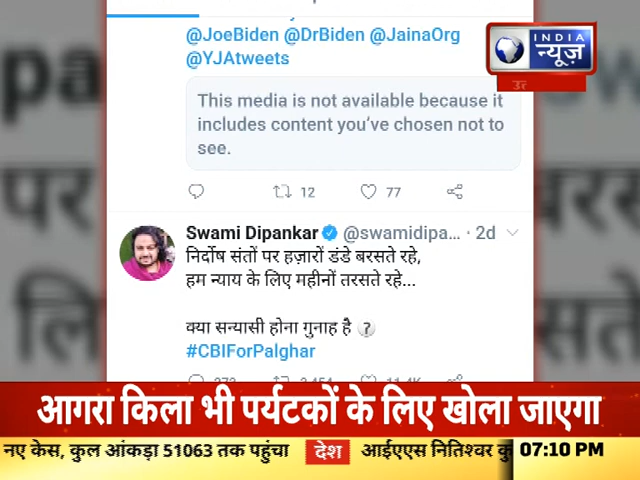 @JoeBiden @DrBiden @JainaOrg
@YJAtweets
INDIA
न्यूज़
This media is not available because it
includes content you've chosen not to
see.
12 77
Swami Dipankar @swamidipa... · 2d
निर्दोष संतों पर हज़ारों डंडे बरसते रहे,
हम न्याय के लिए महीनों तरसते रहे...
क्या सन्यासी होना गुनाह है ?
#CBIForPalghar
आगरा किला भी पर्यटकों के लिए खोला जाएगा
नए केस, कुल आंकड़ा 51063 तक पहुंचा देश आईएएस नितिश्वर 07:10 PM